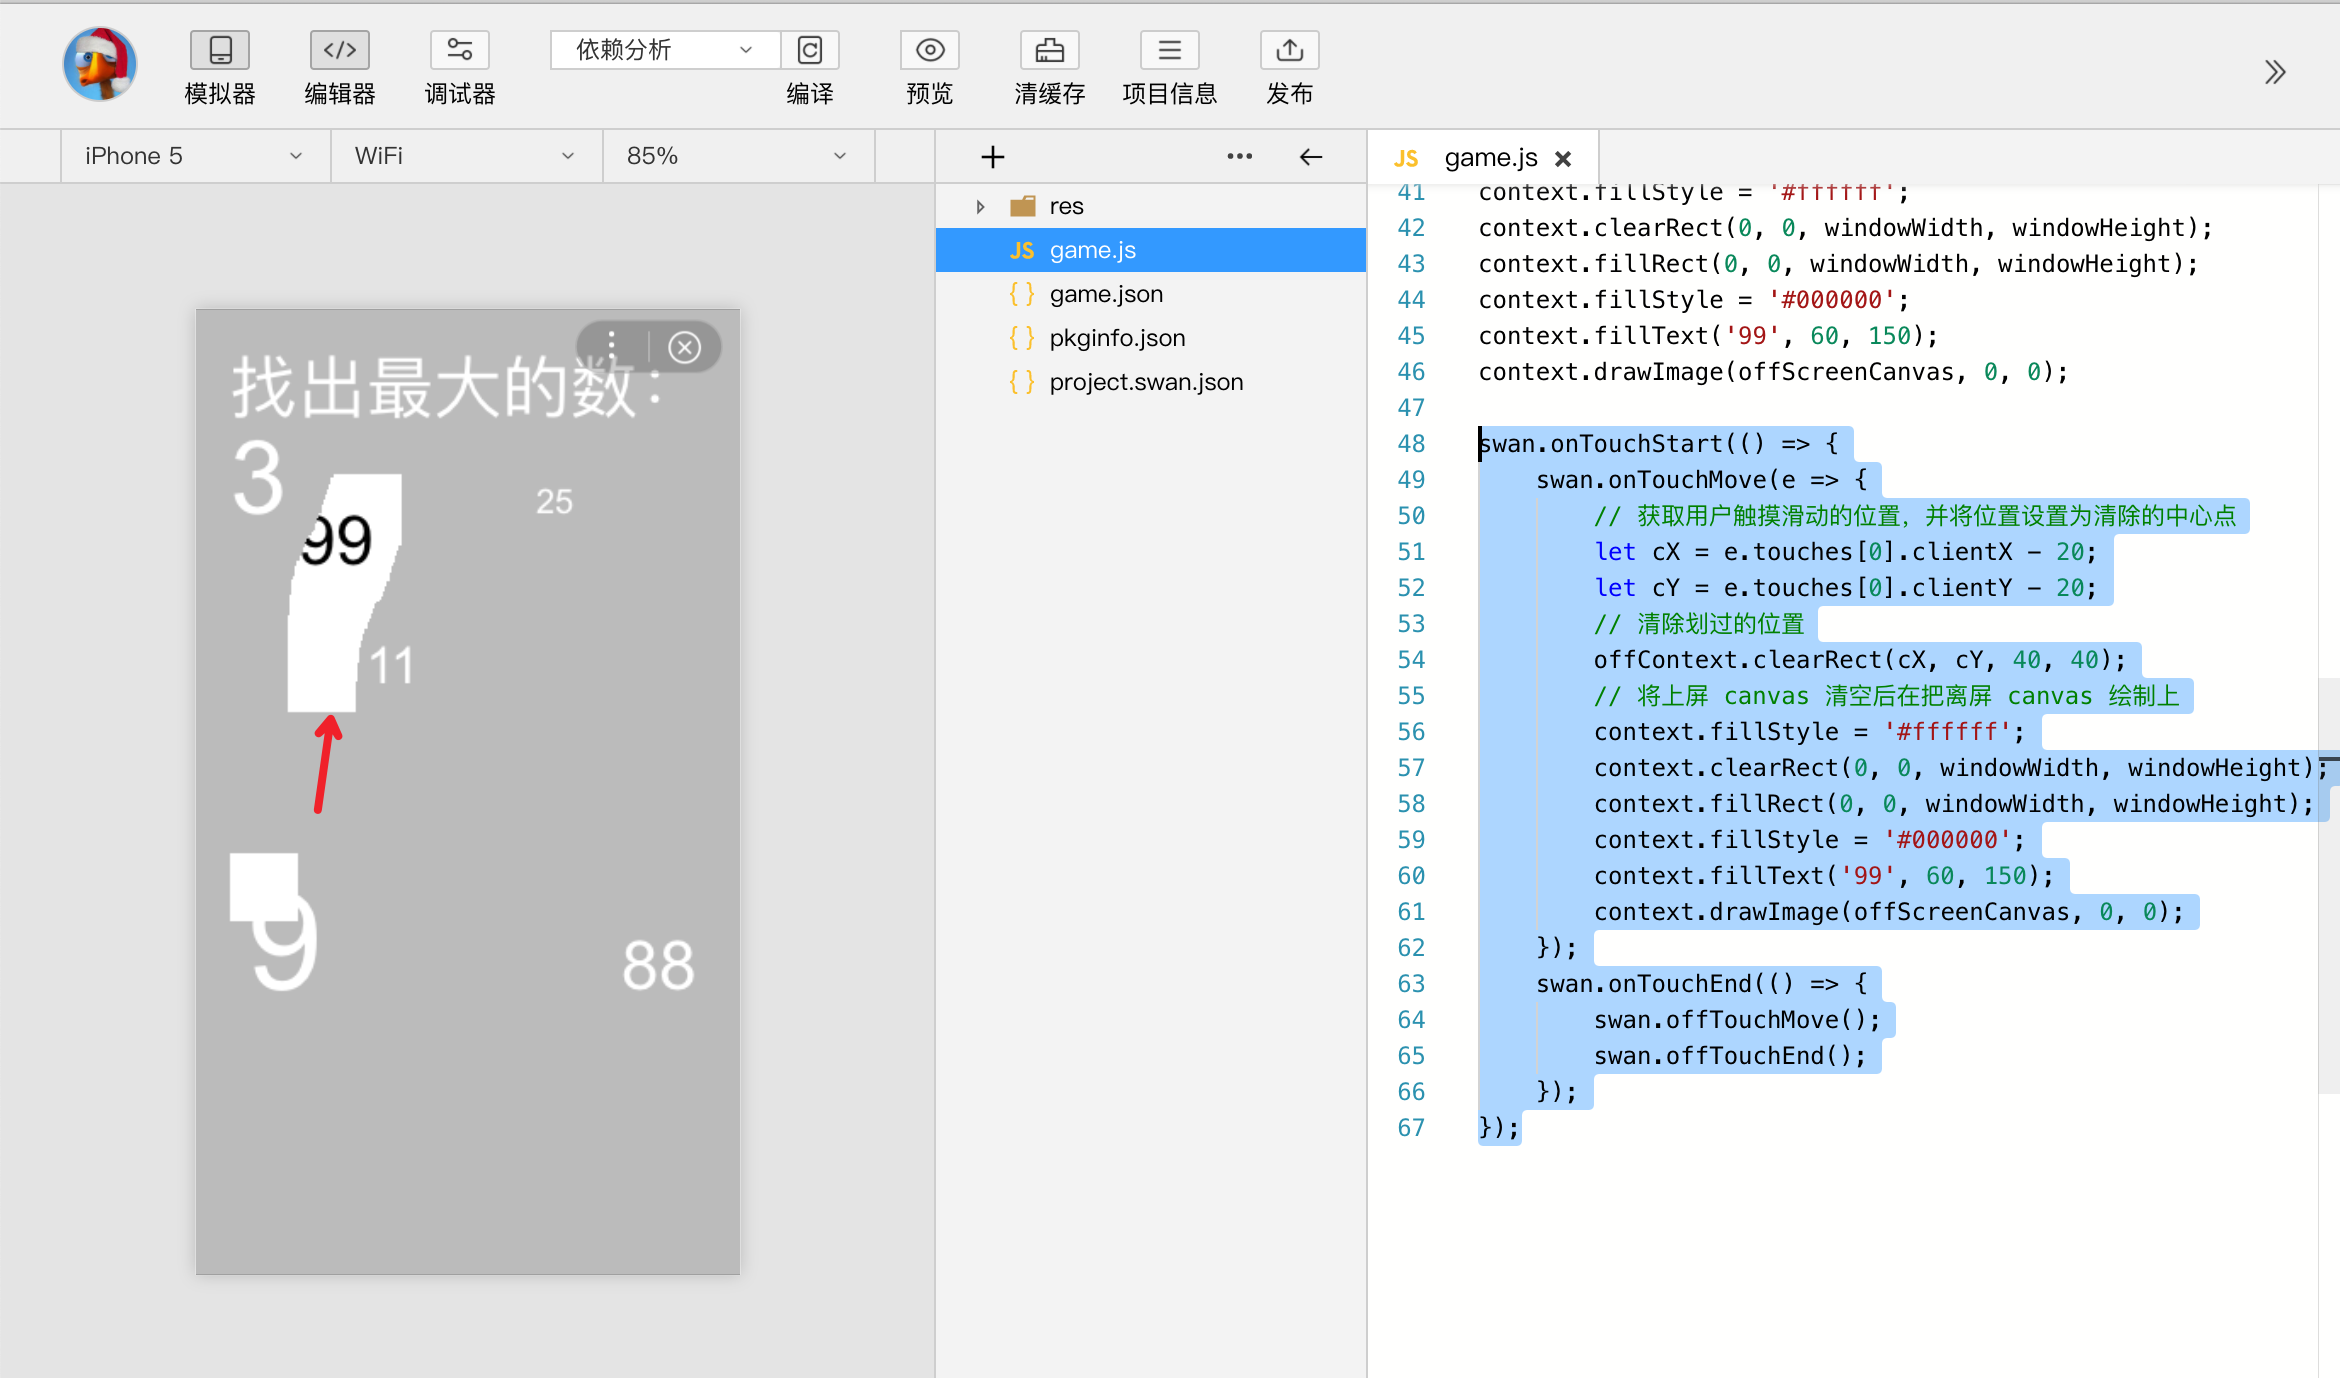 模拟器
编辑器
调试器
依赖分析
编译
预览
清缓存
项目信息
发布
iPhone 5
WiFi
85%
找出最大的数：
3
25
99
11
9
88
res
JS game.js
{ } game.json
{ } pkginfo.json
{ } project.swan.json
JS game.js
41 context.fillStyle = '#ffffff';
42 context.clearRect(0, 0, windowWidth, windowHeight);
43 context.fillRect(0, 0, windowWidth, windowHeight);
44 context.fillStyle = '#000000';
45 context.fillText('99', 60, 150);
46 context.drawImage(offScreenCanvas, 0, 0);
47
48 swan.onTouchStart(() => {
49 swan.onTouchMove(e => {
50 // 获取用户触摸滑动的位置，并将位置设置为清除的中心点
51 let cX = e.touches[0].clientX - 20;
52 let cY = e.touches[0].clientY - 20;
53 // 清除划过的位置
54 offContext.clearRect(cX, cY, 40, 40);
55 // 将上屏 canvas 清空后在把离屏 canvas 绘制上
56 context.fillStyle = '#ffffff';
57 context.clearRect(0, 0, windowWidth, windowHeight);
58 context.fillRect(0, 0, windowWidth, windowHeight);
59 context.fillStyle = '#000000';
60 context.fillText('99', 60, 150);
61 context.drawImage(offScreenCanvas, 0, 0);
62 });
63 swan.onTouchEnd(() => {
64 swan.offTouchMove();
65 swan.offTouchEnd();
66 });
67 });